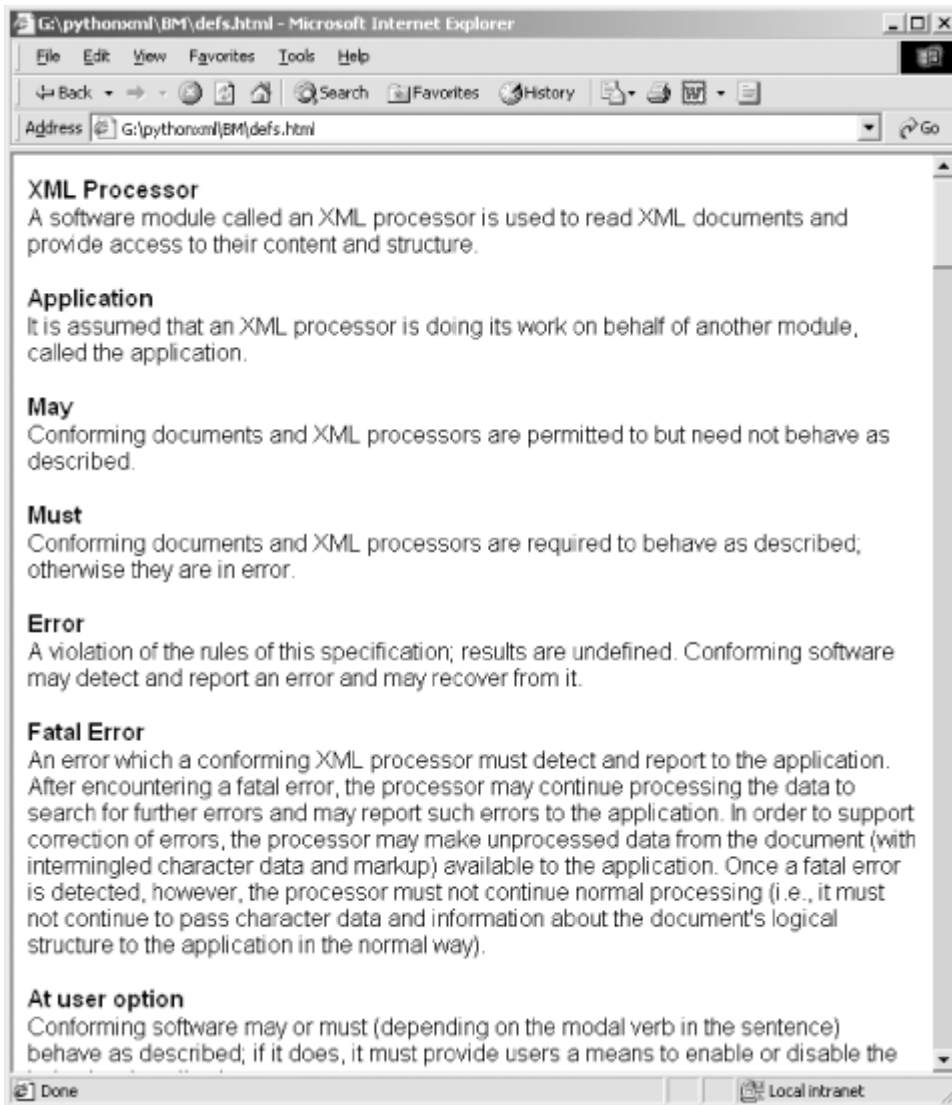 G:\pythonxml\BM\defs.html - Microsoft Internet Explorer
File Edit View Favorites Tools Help
Back Search Favorites History
Address G:\pythonxml\BM\defs.html Go
XML Processor
A software module called an XML processor is used to read XML documents and
provide access to their content and structure.
Application
It is assumed that an XML processor is doing its work on behalf of another module,
called the application.
May
Conforming documents and XML processors are permitted to but need not behave as
described.
Must
Conforming documents and XML processors are required to behave as described;
otherwise they are in error.
Error
A violation of the rules of this specification; results are undefined. Conforming software
may detect and report an error and may recover from it.
Fatal Error
An error which a conforming XML processor must detect and report to the application.
After encountering a fatal error, the processor may continue processing the data to
search for further errors and may report such errors to the application. In order to support
correction of errors, the processor may make unprocessed data from the document (with
intermingled character data and markup) available to the application. Once a fatal error
is detected, however, the processor must not continue normal processing (i.e., it must
not continue to pass character data and information about the document's logical
structure to the application in the normal way).
At user option
Conforming software may or must (depending on the modal verb in the sentence)
behave as described; if it does, it must provide users a means to enable or disable the
Done Local intranet